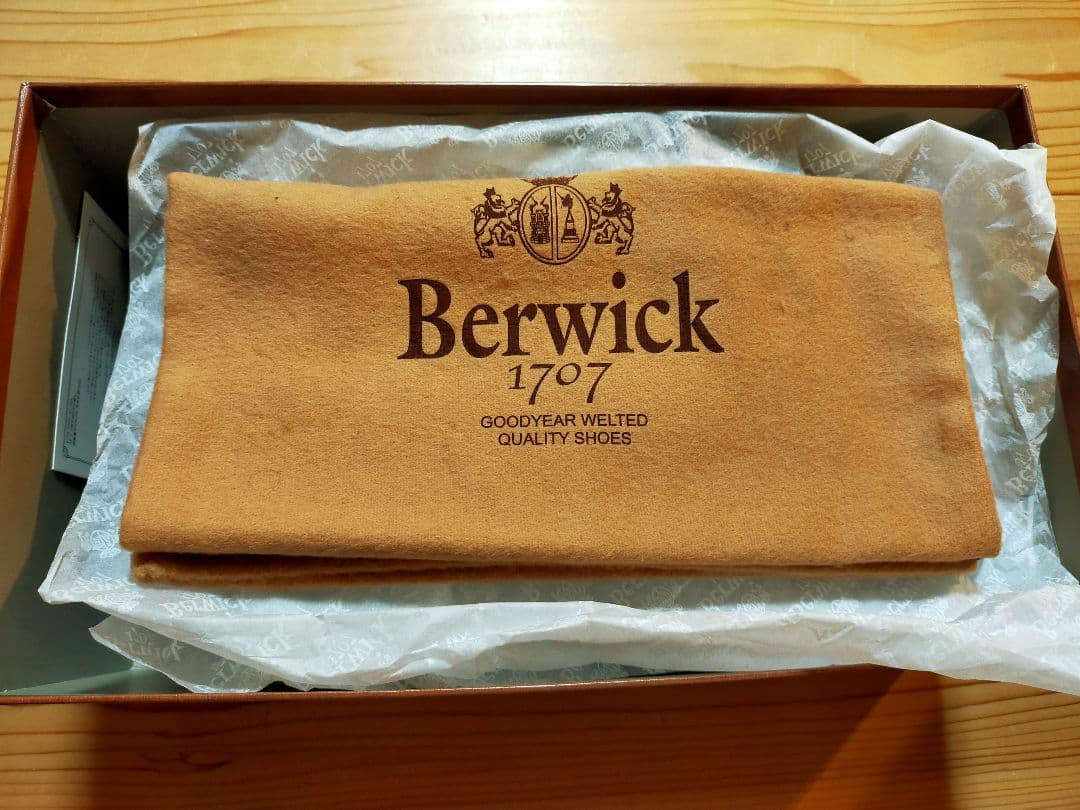 Berwick
1707
GOODYEAR WELTED
QUALITY SHOES